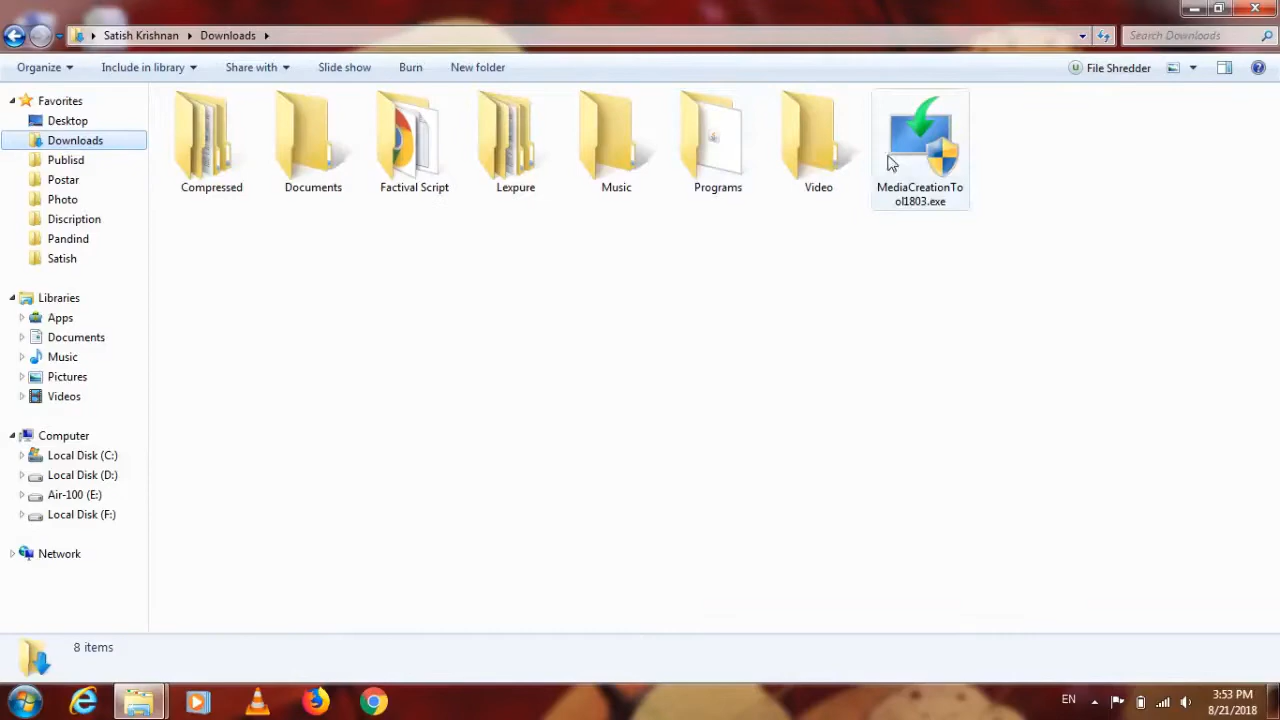 Satish Krishnan Downloads
Search Downloads
Organize Include in library Share with Slide show Burn New folder
File Shredder
Favorites
Desktop
Downloads
Publisd
Postar
Photo
Discription
Pandind
Satish
Libraries
Apps
Documents
Music
Pictures
Videos
Computer
Local Disk (C:)
Local Disk (D:)
Air-100 (E:)
Local Disk (F:)
Network
Compressed
Documents
Factival Script
Lexpure
Music
Programs
Video
MediaCreationTo
ol1803.exe
8 items
EN
3:53 PM
8/21/2018